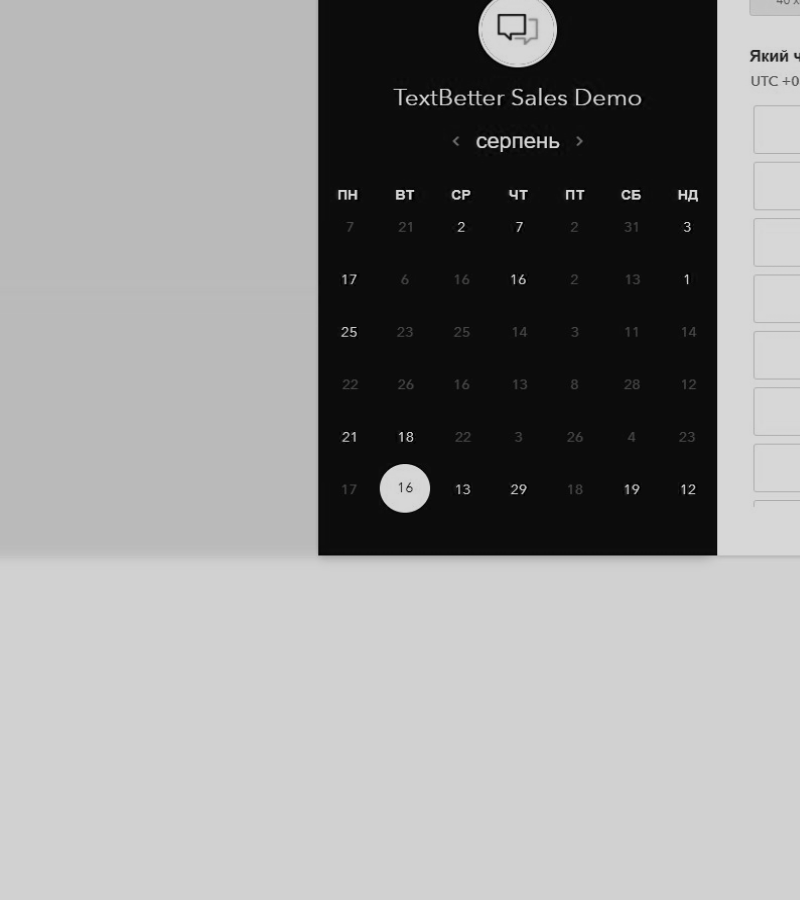 40 х
TextBetter Sales Demo
серпень
ПН ВТ СР ЧТ ПТ СБ НД
7 21 2 7 2 31 3
17 6 16 16 2 13 1
25 23 25 14 3 11 14
22 26 16 13 8 28 12
21 18 22 3 26 4 23
17 16 13 29 18 19 12
Який
UTC +0